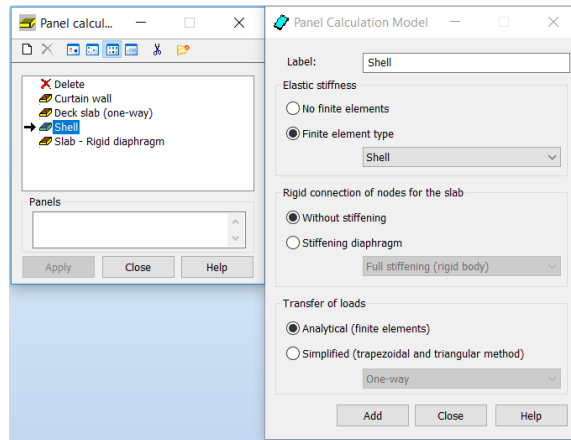 Panel calcul...
Delete
Curtain wall
Deck slab (one-way)
Shell
Slab - Rigid diaphragm
Panels
Apply
Close
Help
Panel Calculation Model
Label:
Shell
Elastic stiffness
No finite elements
Finite element type
Shell
Rigid connection of nodes for the slab
Without stiffening
Stiffening diaphragm
Full stiffening (rigid body)
Transfer of loads
Analytical (finite elements)
Simplified (trapezoidal and triangular method)
One-way
Add
Close
Help